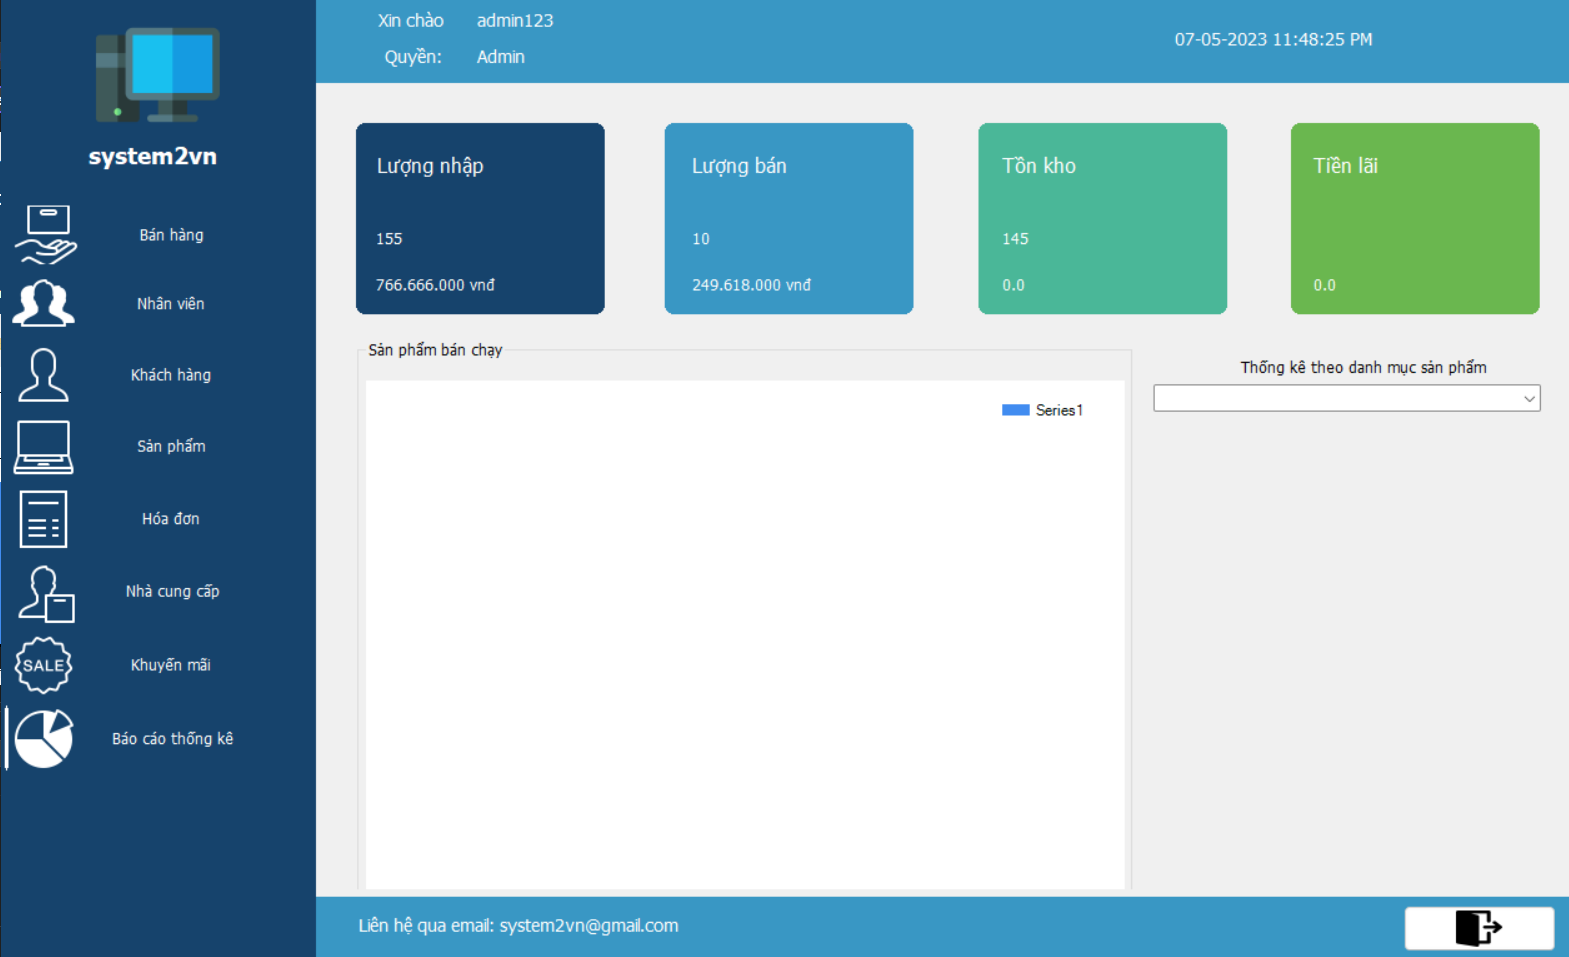 system2vn
Bán hàng
Nhân viên
Khách hàng
Sản phẩm
Hóa đơn
Nhà cung cấp
SALE
Khuyến mãi
Báo cáo thống kê
Xin chào admin123
Quyền: Admin
07-05-2023 11:48:25 PM
Lượng nhập
155
766.666.000 vnđ
Lượng bán
10
249.618.000 vnđ
Tồn kho
145
0.0
Tiền lãi
0.0
Sản phẩm bán chạy
Series1
Thống kê theo danh mục sản phẩm
Liên hệ qua email: system2vn@gmail.com